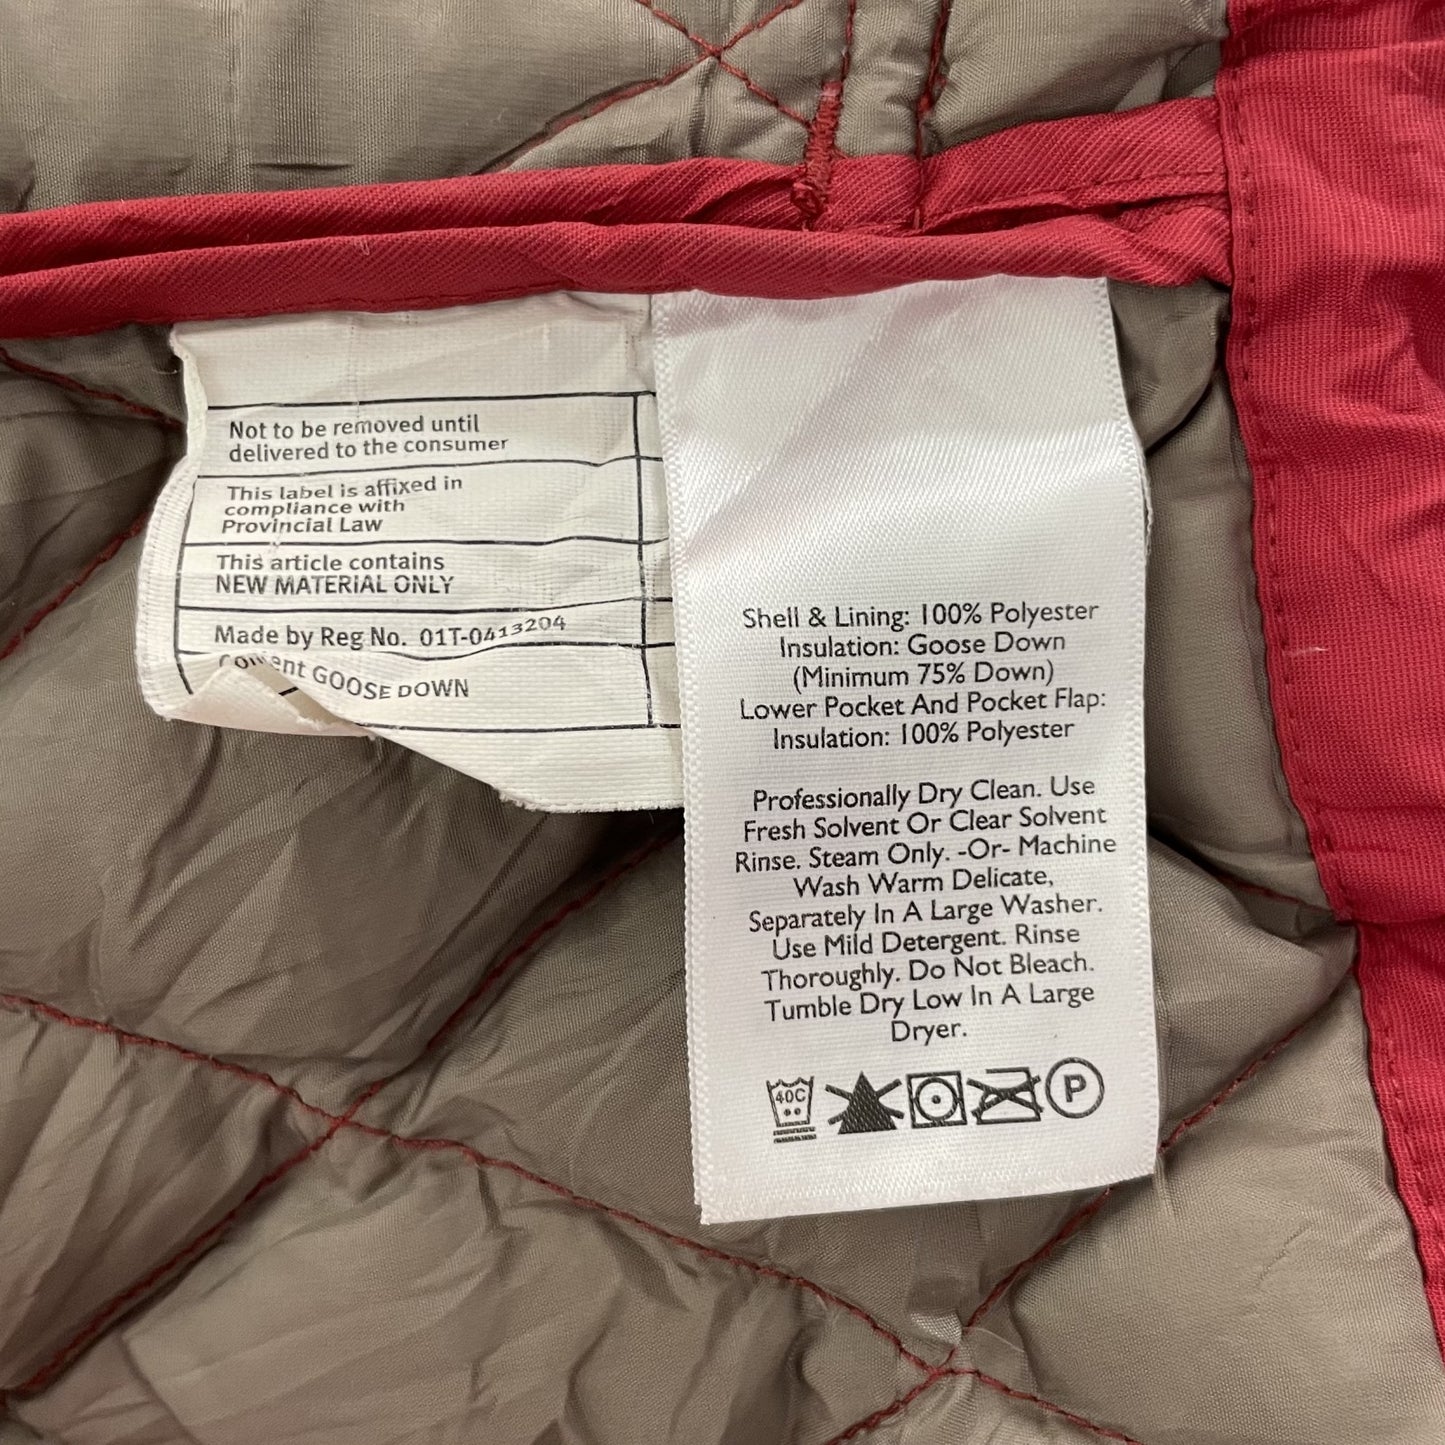 Not to be removed until
delivered to the consumer
This label is affixed in
compliance with
Provincial Law
This article contains
NEW MATERIAL ONLY
Made by Reg No. 01T-0413204
Content GOOSE DOWN
Shell & Lining: 100% Polyester
Insulation: Goose Down
(Minimum 75% Down)
Lower Pocket And Pocket Flap:
Insulation: 100% Polyester
Professionally Dry Clean. Use
Fresh Solvent Or Clear Solvent
Rinse. Steam Only. -Or- Machine
Wash Warm Delicate,
Separately In A Large Washer.
Use Mild Detergent. Rinse
Thoroughly. Do Not Bleach.
Tumble Dry Low In A Large
Dryer.
40C
P